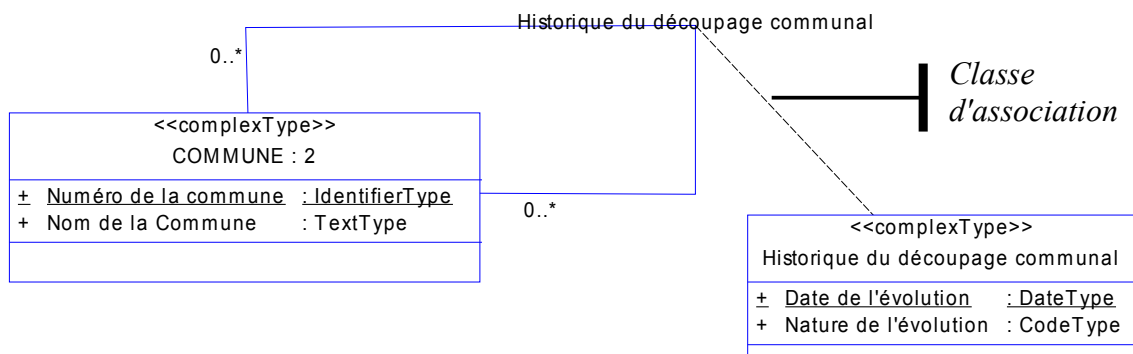 Historique du découpage communal
0..*
Classe
d'association
<<complexType>>
COMMUNE : 2
+ Numéro de la commune : IdentifierType
+ Nom de la Commune : TextType
0..*
<<complexType>>
Historique du découpage communal
+ Date de l'évolution : DateType
+ Nature de l'évolution : CodeType